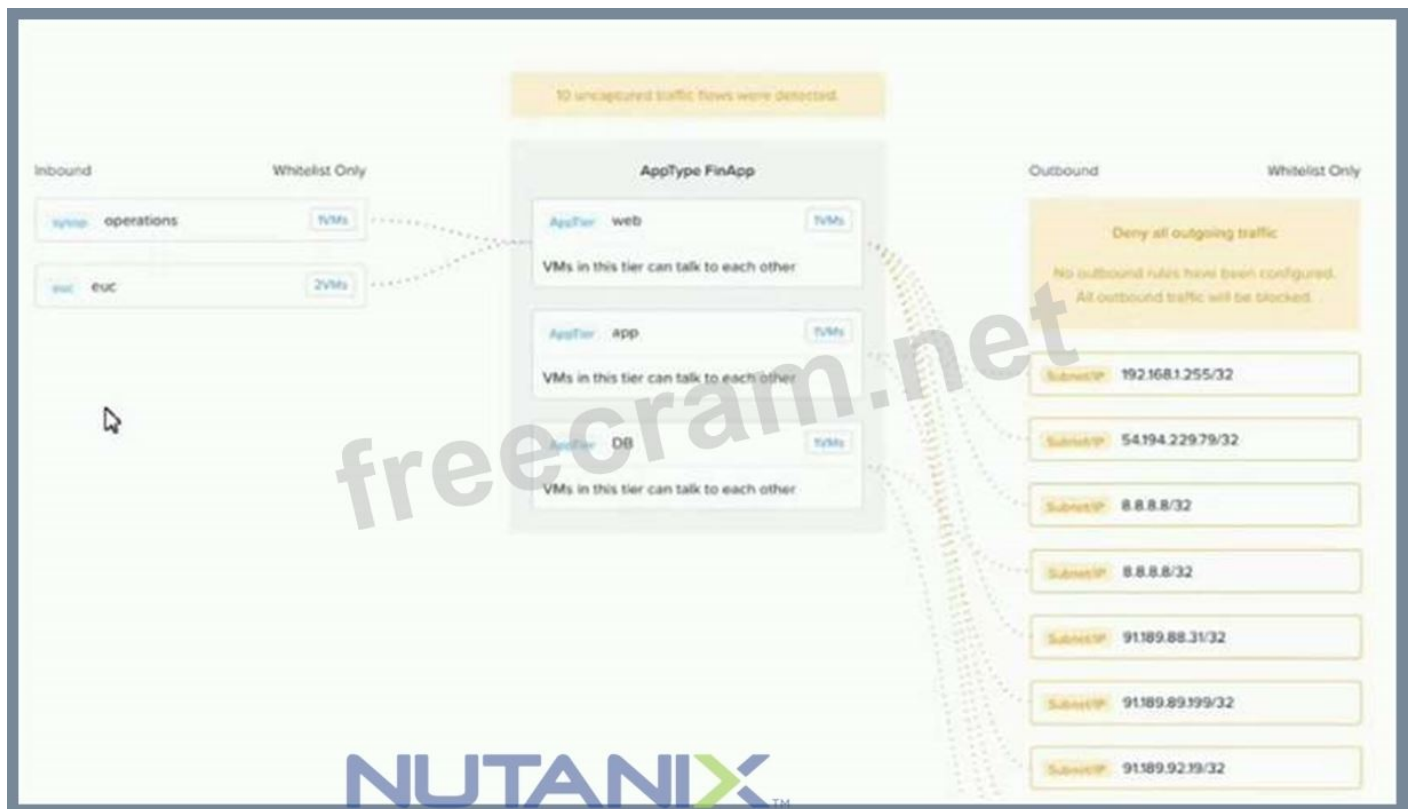 10 uncaptured traffic flows were detected.
Inbound
Whitelist Only
operations
1VMs
euc euc
2VMs
AppType FinApp
AppTier web
1VMs
VMs in this tier can talk to each other
AppTier app
1VMs
VMs in this tier can talk to each other
AppTier DB
1VMs
VMs in this tier can talk to each other
Outbound
Whitelist Only
Deny all outgoing traffic
No outbound rules have been configured.
All outbound traffic will be blocked.
Subnet/IP 192.168.1.255/32
Subnet/IP 54.194.229.79/32
Subnet/IP 8.8.8.8/32
Subnet/IP 8.8.8.8/32
Subnet/IP 91.189.88.31/32
Subnet/IP 91.189.89.199/32
Subnet/IP 91.189.92.19/32
freecram.net
NUTANIX™